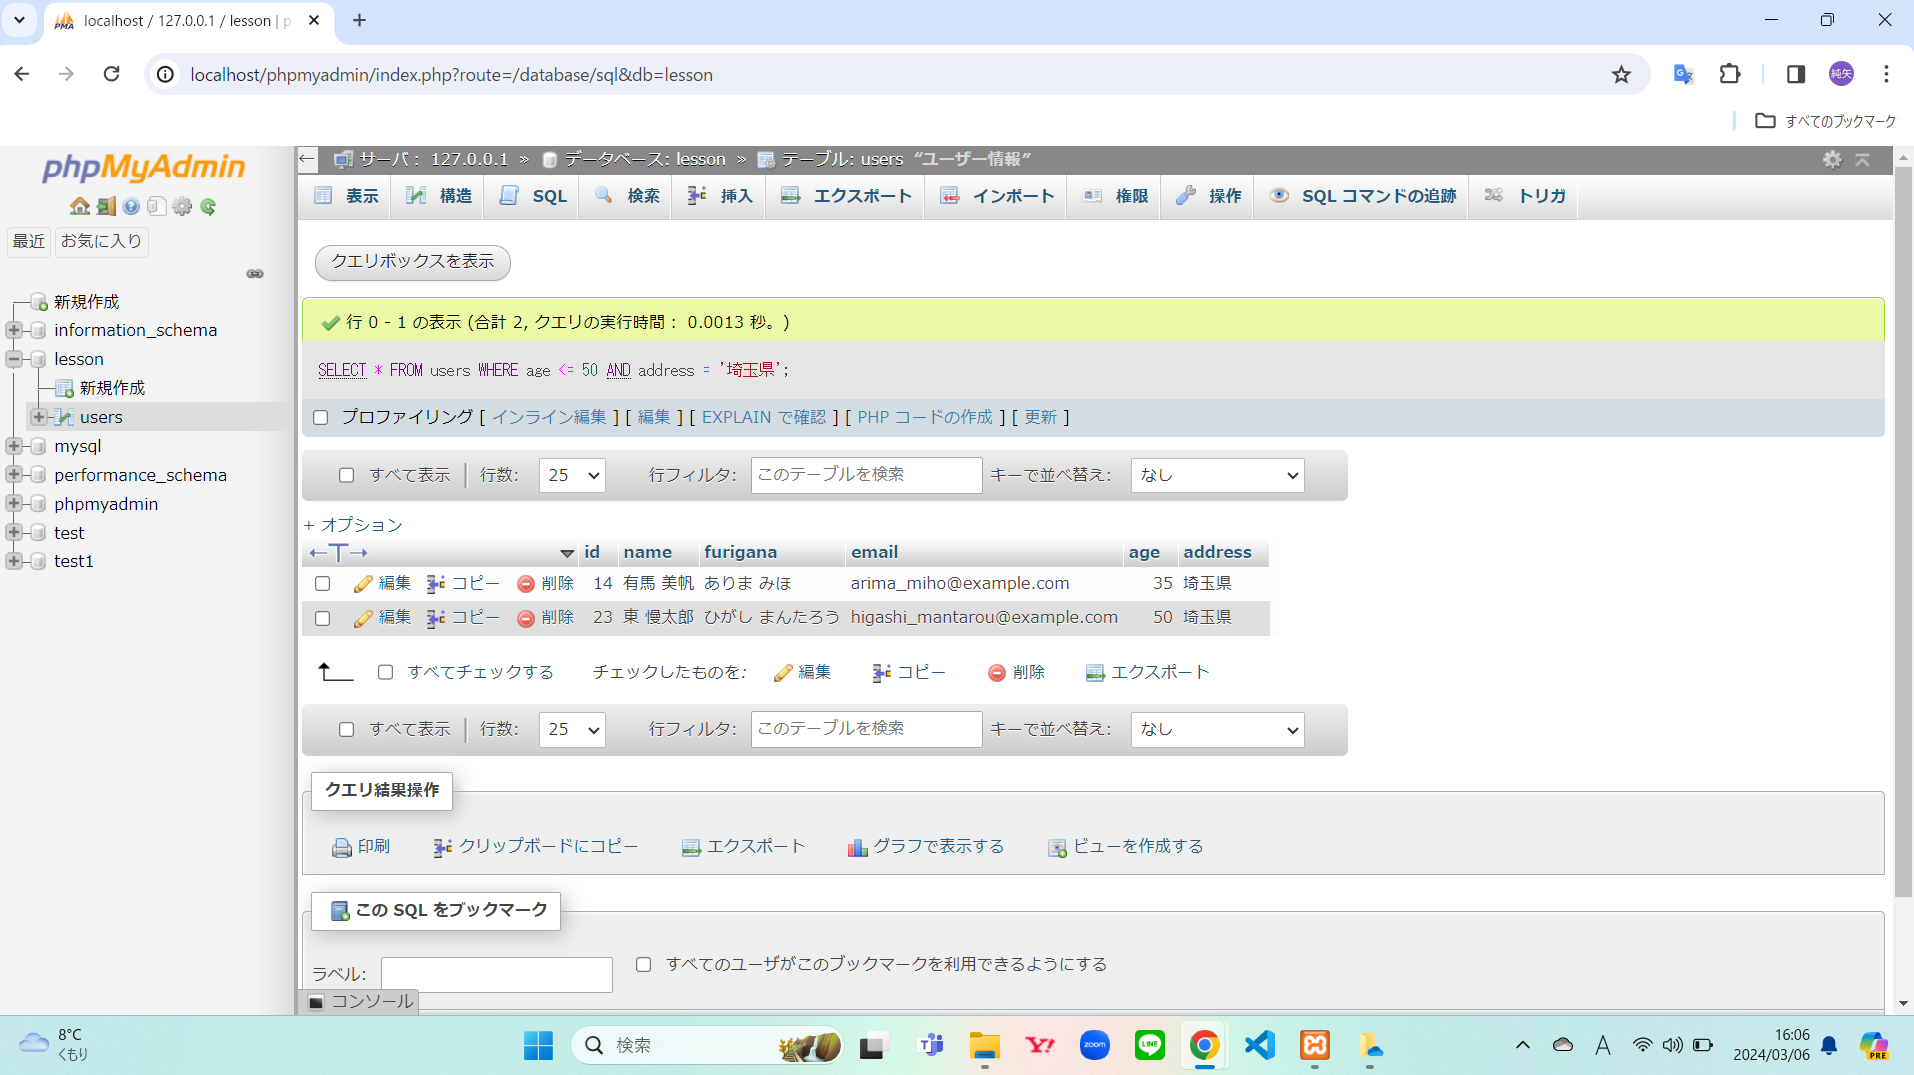 localhost / 127.0.0.1 / lesson | p
localhost/phpmyadmin/index.php?route=/database/sql&db=lesson
純矢
すべてのブックマーク
phpMyAdmin
最近 お気に入り
新規作成
information_schema
lesson
新規作成
users
mysql
performance_schema
phpmyadmin
test
test1
サーバ: 127.0.0.1 » データベース: lesson » テーブル: users “ユーザー情報”
表示 構造 SQL 検索 挿入 エクスポート インポート 権限 操作 SQL コマンドの追跡 トリガ
クエリボックスを表示
行 0 - 1 の表示 (合計 2, クエリの実行時間: 0.0013 秒。)
SELECT * FROM users WHERE age <= 50 AND address = '埼玉県';
プロファイリング [ インライン編集 ] [ 編集 ] [ EXPLAIN で確認 ] [ PHP コードの作成 ] [ 更新 ]
すべて表示 行数: 25 行フィルタ: このテーブルを検索 キーで並べ替え: なし
+ オプション
←T→ id name furigana email age address
編集 コピー 削除 14 有馬 美帆 ありま みほ arima_miho@example.com 35 埼玉県
編集 コピー 削除 23 東 慢太郎 ひがし まんたろう higashi_mantarou@example.com 50 埼玉県
すべてチェックする チェックしたものを: 編集 コピー 削除 エクスポート
すべて表示 行数: 25 行フィルタ: このテーブルを検索 キーで並べ替え: なし
クエリ結果操作
印刷 クリップボードにコピー エクスポート グラフで表示する ビューを作成する
この SQL をブックマーク
ラベル: すべてのユーザがこのブックマークを利用できるようにする
コンソール
8°C
くもり
検索
zoom
LINE
A
16:06
2024/03/06
PRE